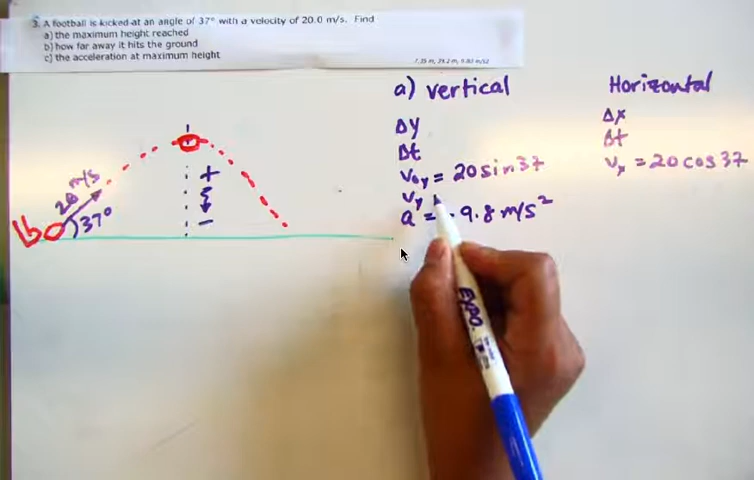 3. A football is kicked at an angle of 37° with a velocity of 20.0 m/s. Find
a) the maximum height reached
b) how far away it hits the ground
c) the acceleration at maximum height
7.35 m, 39.2 m, 9.80 m/s2
20 m/s
37°
+
-
a) vertical
Δy
Δt
Voy = 20 sin 37
Vy
a = -9.8 m/s²
Horizontal
Δx
Δt
Vx = 20 cos 37
EXPO